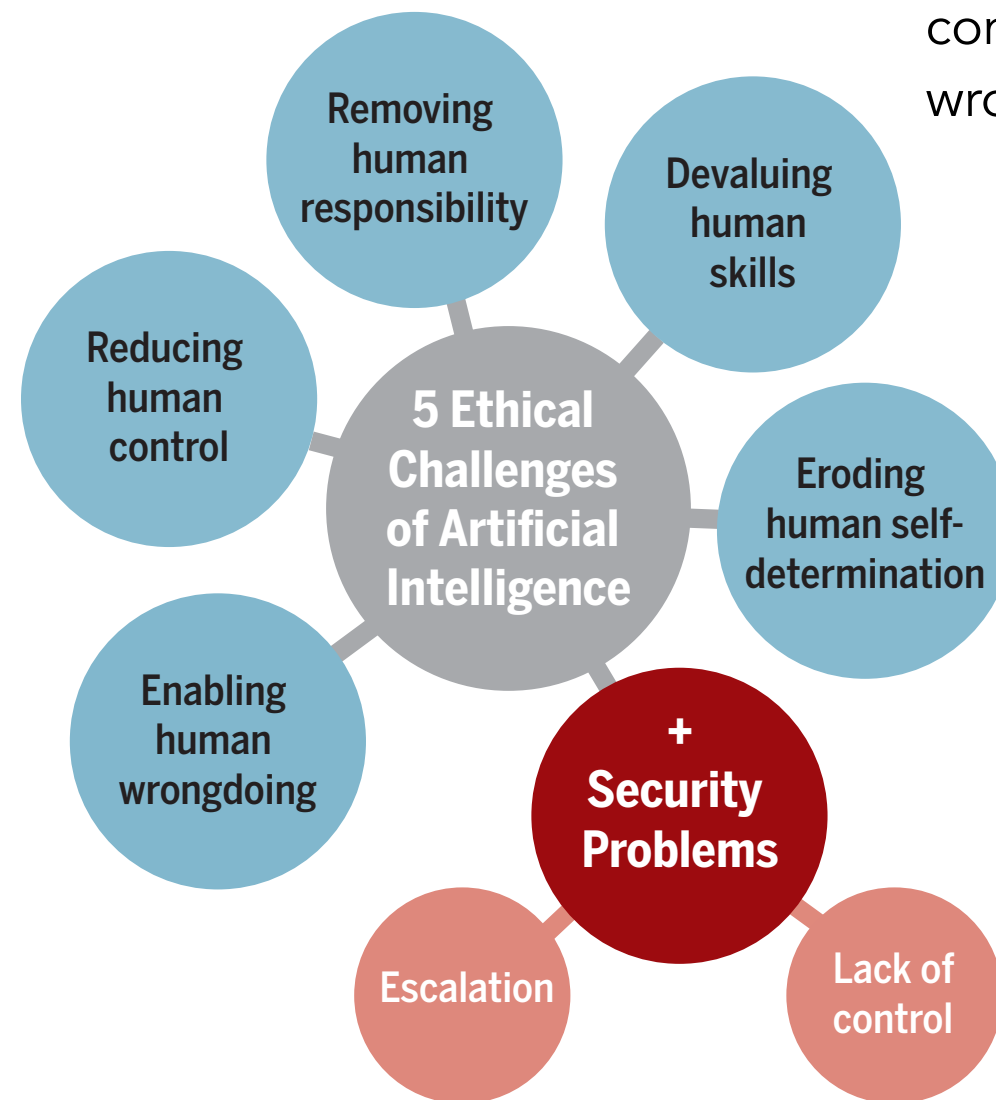 Removing
human
responsibility
Devaluing
human
skills
Reducing
human
control
5 Ethical
Challenges
of Artificial
Intelligence
Eroding
human self-
determination
Enabling
human
wrongdoing
+
Security
Problems
Escalation
Lack of
control